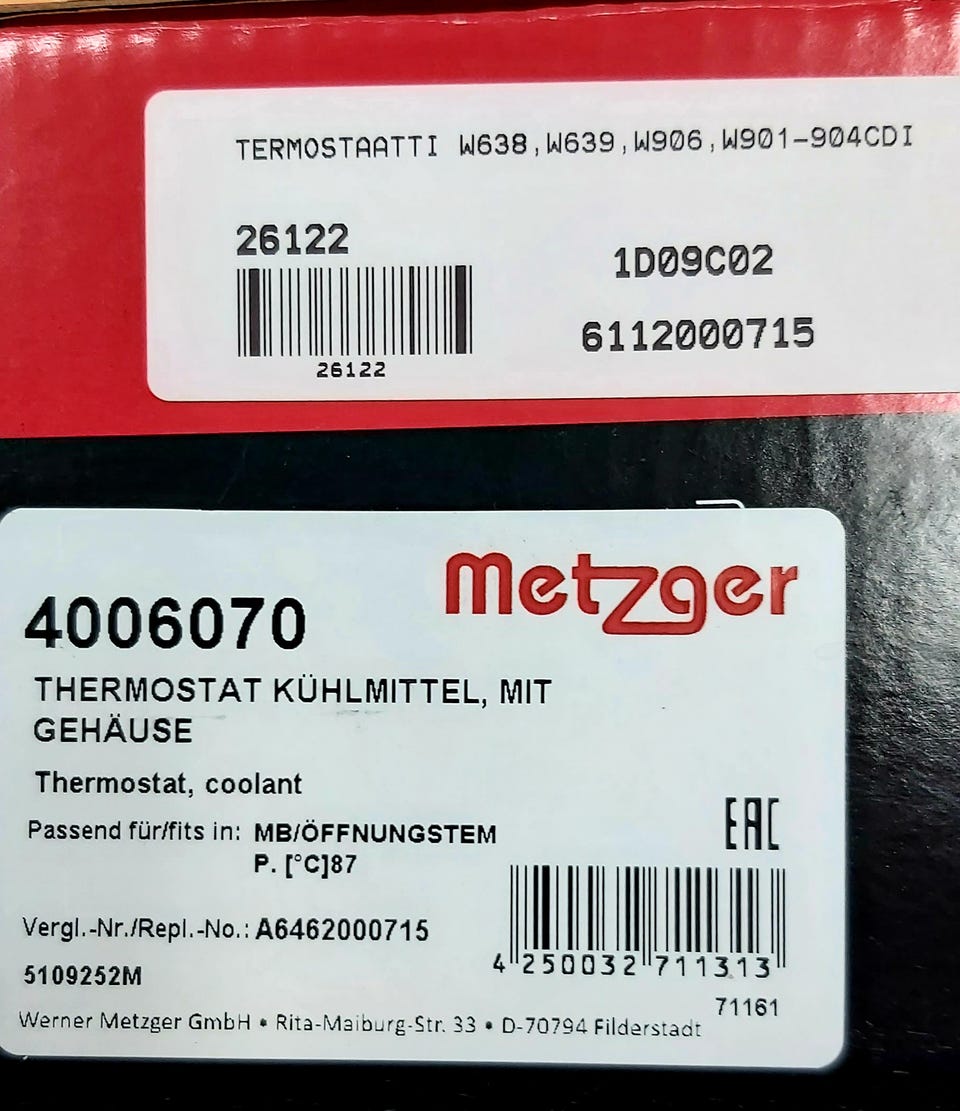 TERMOSTAATTI W638,W639,W906,W901-904CDI
26122
1D09C02
26122
6112000715
Metzger
4006070
THERMOSTAT KÜHLMITTEL, MIT
GEHÄUSE
Thermostat, coolant
Passend für/fits in: MB/ÖFFNUNGSTEM
P. [°C]87
EAC
Vergl.-Nr./Repl.-No.: A6462000715
4 250032 711313
5109252M
71161
Werner Metzger GmbH • Rita-Maiburg-Str. 33 • D-70794 Filderstadt